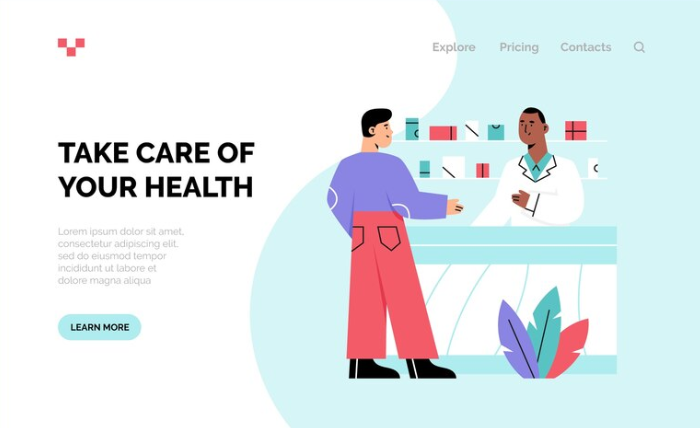 Explore Pricing Contacts
TAKE CARE OF
YOUR HEALTH
Lorem ipsum dolor sit amet,
consectetur adipiscing elit,
sed do eiusmod tempor
incididunt ut labore et
dolore magna aliqua
LEARN MORE